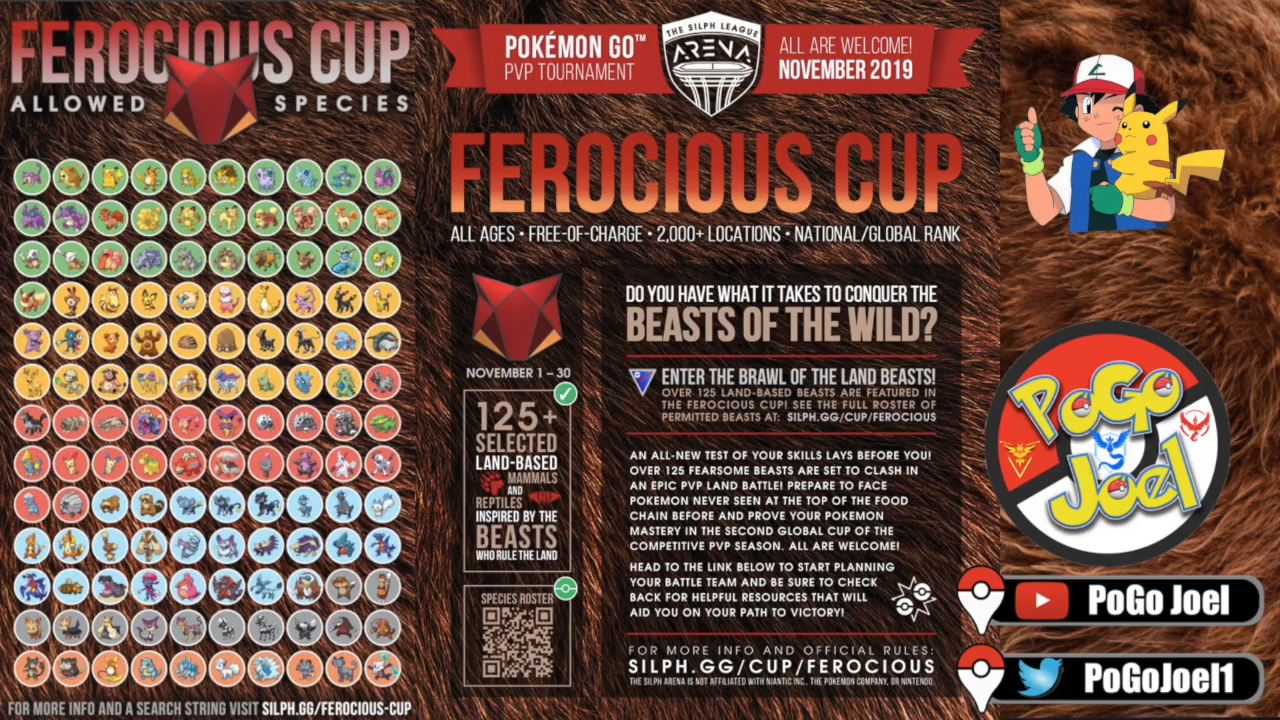 FEROCIOUS CUP
ALLOWED SPECIES
FOR MORE INFO AND A SEARCH STRING VISIT SILPH.GG/FEROCIOUS-CUP
POKÉMON GO™
PVP TOURNAMENT
THE SILPH LEAGUE
ARENA
ALL ARE WELCOME!
NOVEMBER 2019
FEROCIOUS CUP
ALL AGES • FREE-OF-CHARGE • 2,000+ LOCATIONS • NATIONAL/GLOBAL RANK
NOVEMBER 1 – 30
125+
SELECTED
LAND-BASED
MAMMALS
AND
REPTILES
INSPIRED BY THE
BEASTS
WHO RULE THE LAND
SPECIES ROSTER
DO YOU HAVE WHAT IT TAKES TO CONQUER THE
BEASTS OF THE WILD?
ENTER THE BRAWL OF THE LAND BEASTS!
OVER 125 LAND-BASED BEASTS ARE FEATURED IN
THE FEROCIOUS CUP! SEE THE FULL ROSTER OF
PERMITTED BEASTS AT: SILPH.GG/CUP/FEROCIOUS
AN ALL-NEW TEST OF YOUR SKILLS LAYS BEFORE YOU!
OVER 125 FEARSOME BEASTS ARE SET TO CLASH IN
AN EPIC PVP LAND BATTLE! PREPARE TO FACE
POKEMON NEVER SEEN AT THE TOP OF THE FOOD
CHAIN BEFORE AND PROVE YOUR POKEMON
MASTERY IN THE SECOND GLOBAL CUP OF THE
COMPETITIVE PVP SEASON. ALL ARE WELCOME!
HEAD TO THE LINK BELOW TO START PLANNING
YOUR BATTLE TEAM AND BE SURE TO CHECK
BACK FOR HELPFUL RESOURCES THAT WILL
AID YOU ON YOUR PATH TO VICTORY!
FOR MORE INFO AND OFFICIAL RULES:
SILPH.GG/CUP/FEROCIOUS
THE SILPH ARENA IS NOT AFFILIATED WITH NIANTIC INC., THE POKEMON COMPANY, OR NINTENDO.
PoGo
Joel
PoGo Joel
PoGoJoel1